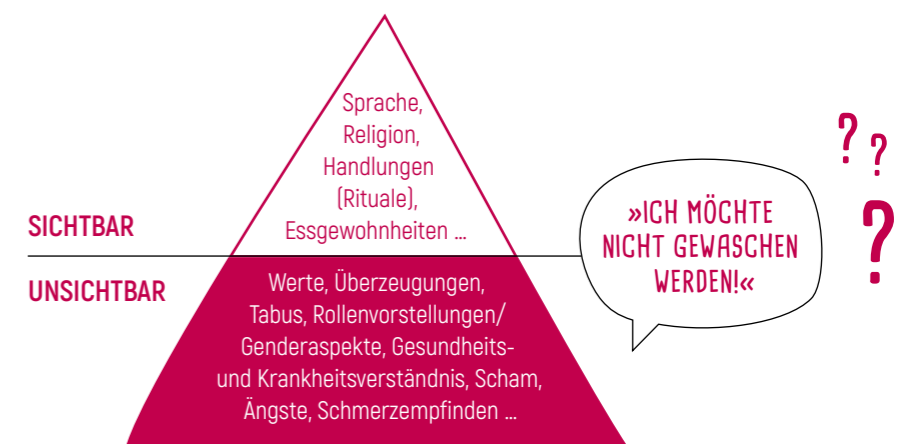 Sprache,
Religion,
Handlungen
(Rituale),
Essgewohnheiten ...
SICHTBAR
UNSICHTBAR
Werte, Überzeugungen,
Tabus, Rollenvorstellungen/
Genderaspekte, Gesundheits-
und Krankheitsverständnis, Scham,
Ängste, Schmerzempfinden ...
»ICH MÖCHTE
NICHT GEWASCHEN
WERDEN!«
? ?
?